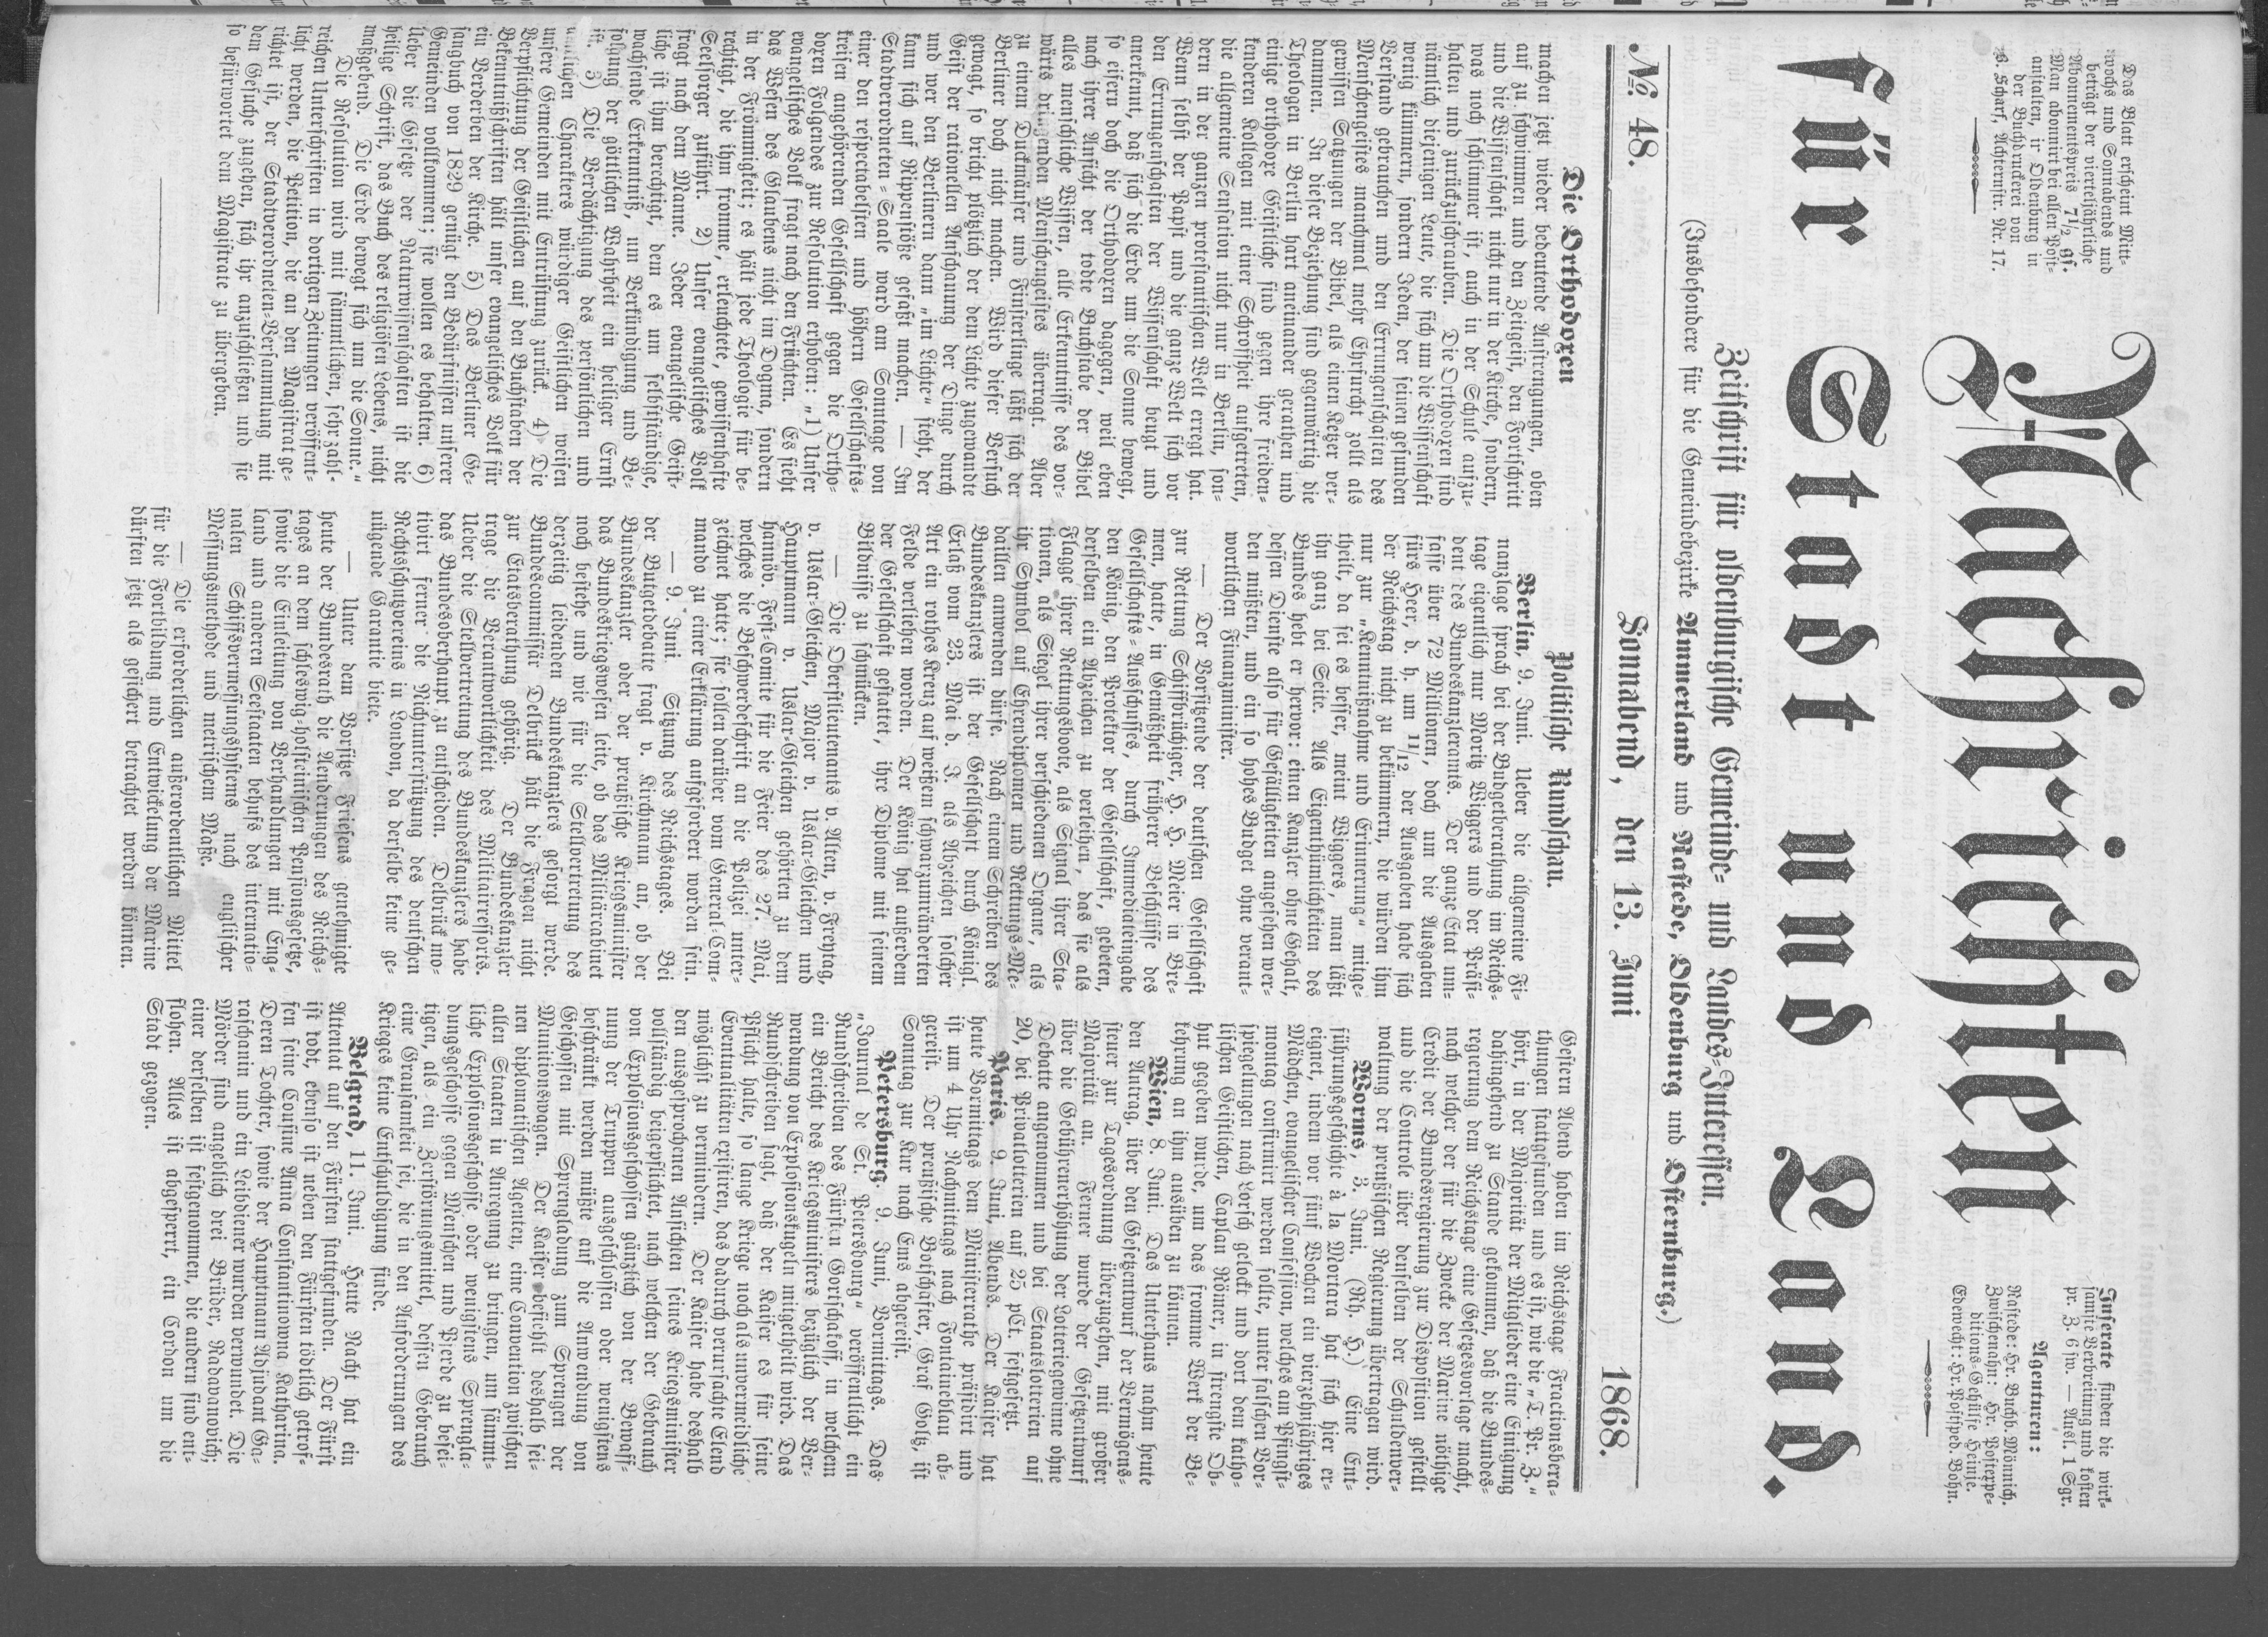 Das Blatt erscheint Mitt-
wochs und Sonnabends und
beträgt der vierteljährliche
Abonnementspreis 7½ gs.
Man abonnirt bei allen Post-
anstalten, in Oldenburg in
der Buchdruckerei von
B. Scharf, Achternstr. Nr. 17.
Nachrichten
für Stadt und Land.
Inserate finden die wirk-
samste Verbreitung und kosten
pr. Z. 6 sw. — Ausl. 1 Sgr.
Agenturen:
Rastede: Hr. Buchb. Mönnich.
Zwischenahn: Hr. Postexpe-
ditions-Gehülfe Heinje.
Edewecht: Hr. Postsped. Bohn.
Zeitschrift für oldenburgische Gemeinde- und Landes-Interessen.
(Insbesondere für die Gemeindebezirke Ammerland und Rastede, Oldenburg und Osternburg.)
№. 48. Sonnabend, den 13. Juni 1868.
Die Orthodoxen
machen jetzt wieder bedeutende Anstrengungen, oben
auf zu schwimmen und den Zeitgeist, den Fortschritt
und die Wissenschaft nicht nur in der Kirche, sondern,
was noch schlimmer ist, auch in der Schule aufzu-
halten und zurückzuschrauben. Die Orthodoxen sind
nämlich diejenigen Leute, die sich um die Wissenschaft
wenig kümmern, sondern Jeden, der seinen gesunden
Verstand gebrauchen und den Errungenschaften des
Menschengeistes manchmal mehr Ehrfurcht zollt als
gewissen Satzungen der Bibel, als einen Ketzer ver-
dammen. In dieser Beziehung sind gegenwärtig die
Theologen in Berlin hart aneinander gerathen und
einige orthodoxe Geistliche sind gegen ihre freiden-
kenderen Kollegen mit einer Schroffheit aufgetreten,
die allgemeine Sensation nicht nur in Berlin, son-
dern in der ganzen protestantischen Welt erregt hat.
Wenn selbst der Papst und die ganze Welt sich vor
den Errungenschaften der Wissenschaft beugt und
anerkennt, daß sich die Erde um die Sonne bewegt,
so eifern doch die Orthodoxen dagegen, weil eben
nach ihrer Ansicht der todte Buchstabe der Bibel
alles menschliche Wissen, alle Erkenntnisse des vor-
wärts dringenden Menschengeistes überragt. Aber
zu einem Duckmäuser und Finsterlinge läßt sich der
Berliner doch nicht machen. Wird dieser Versuch
gewagt, so bricht plötzlich der dem Lichte zugewandte
Geist der rationellen Anschauung der Dinge durch
und wer den Berlinern dann „im Lichte“ steht, der
kann sich auf Rippenstöße gefaßt machen. — Im
Stadtverordneten-Saale ward am Sonntage von
einer den respectabelsten und höhern Gesellschafts-
kreisen angehörenden Gesellschaft gegen die Ortho-
doxen Folgendes zur Resolution erhoben: „1) Unser
evangelisches Volk fragt nach den Früchten. Es sieht
das Wesen des Glaubens nicht im Dogma, sondern
in der Frömmigkeit; es hält jede Theologie für be-
rechtigt, die ihm fromme, erleuchtete, gewissenhafte
Seelsorger zuführt. 2) Unser evangelisches Volk
fragt nach dem Manne. Jeder evangelische Geist-
liche ist ihm berechtigt, dem es um selbstständige,
wachsende Erkenntniß, um Verkündigung und Be-
folgung der göttlichen Wahrheit ein heiliger Ernst
ist. 3) Die Verdächtigung des persönlichen und
Charakters würdiger Geistlichen weisen
unsere Gemeinden mit Entrüstung zurück. 4) Die
Verpflichtung der Geistlichen auf den Buchstaben der
Bekenntnißschriften hält unser evangelisches Volk für
ein Verderben der Kirche. 5) Das Berliner Ge-
sangbuch von 1829 genügt den Bedürfnissen unserer
Gemeinden vollkommen; sie wollen es behalten. 6)
Ueber die Gesetze der Naturwissenschaften ist die
heilige Schrift, das Buch des religiösen Lebens, nicht
maßgebend. Die Erde bewegt sich um die Sonne.“
Die Resolution wird mit sämmtlichen, sehr zahl-
reichen Unterschriften in dortigen Zeitungen veröffent-
licht werden, die Petition, die an den Magistrat ge-
richtet ist, der Stadtverordneten-Versammlung mit
dem Gesuche zugehen, sich ihr anzuschließen und sie
so befürwortet dem Magistrate zu übergeben.
Politische Rundschau.
Berlin, 9. Juni. Ueber die allgemeine Fi-
nanzlage sprach bei der Budgetberathung im Reichs-
tage eigentlich nur Moritz Wiggers und der Präsi-
dent des Bundeskanzleramts. Der ganze Etat um-
fasse über 72 Millionen, doch um die Ausgaben
fürs Heer, d. h. um 11/12 der Ausgaben habe sich
der Reichstag nicht zu bekümmern, die würden ihm
nur zur „Kenntnißnahme und Erinnerung“ mitge-
theilt, da sei es besser, meint Wiggers, man läßt
ihn ganz bei Seite. Als Eigenthümlichkeiten des
Bundes hebt er hervor: einen Kanzler ohne Gehalt,
dessen Dienste also für Gefälligkeiten angesehen wer-
den müßten, und ein so hohes Budget ohne verant-
wortlichen Finanzminister.
— Der Vorsitzende der deutschen Gesellschaft
zur Rettung Schiffbrüchiger, H. H. Meier in Bre-
men, hatte, in Gemäßheit früherer Beschlüsse des
Gesellschafts-Ausschusses, durch Immediateingabe
den König, den Protektor der Gesellschaft, gebeten,
derselben ein Abzeichen zu verleihen, das sie als
Flagge ihrer Rettungsboote, als Signal ihrer Sta-
tionen, als Siegel ihrer verschiedenen Organe, als
ihr Symbol auf Ehrendiplomen und Rettungs-Me-
daillen anwenden dürfe. Nach einem Schreiben des
Bundeskanzlers ist der Gesellschaft durch Königl.
Erlaß vom 23. Mai d. J. als Abzeichen solcher
Art ein rothes Kreuz auf weißem schwarzumränderten
Felde verliehen worden. Der König hat außerdem
der Gesellschaft gestattet, ihre Diplome mit seinem
Bildnisse zu schmücken.
— Die Oberstlieutenants v. Alten, v. Freytag,
v. Uslar-Gleichen, Major v. Uslar-Gleichen und
Hauptmann v. Uslar-Gleichen gehörten zu dem
hannöv. Fest-Comite für die Feier des 27. Mai,
welches die Beschwerdeschrift an die Polizei unter-
zeichnet hatte; sie sollen darüber vom General-Com-
mando zu einer Erklärung aufgefordert worden sein.
— 9. Juni. Sitzung des Reichstages. Bei
der Butgedebatte fragt v. Kirchmann an, ob der
Bundeskanzler oder der preußische Kriegsminister
das Bundeskriegswesen leite, ob das Militärcabinet
noch bestehe und wie für die Stellvertretung des
derzeitig leidenden Bundeskanzlers gesorgt werde.
Bundescommissär Delbrück hält die Fragen nicht
zur Etatsberathung gehörig. Der Bundeskanzler
trage die Verantwortlichkeit des Militairressorts.
Ueber die Stellvertretung des Bundeskanzlers habe
das Bundesoberhaupt zu entscheiden. Delbrück mo-
tivirt ferner die Nichtunterstützung des deutschen
Rechtsschutzvereins in London, da derselbe keine ge-
nügende Garantie biete.
— Unter dem Vorsitze Friesens genehmigte
heute der Bundesrath die Aenderungen des Reichs-
tages an dem schleswig-holsteinischen Pensionsgesetze,
sowie die Einleitung von Verhandlungen mit Eng-
land und anderen Seestaaten behufs des internatio-
nalen Schiffsvermessungssystems nach englischer
Messungsmethode und metrischem Maße.
— Die erforderlichen außerordentlichen Mittel
für die Fortbildung und Entwickelung der Marine
dürften jetzt als gesichert betrachtet werden können.
Gestern Abend haben im Reichstage Fractionsbera-
thungen stattgefunden und es ist, wie die „T. Pr. Z.“
hört, in der Majorität der Mitglieder eine Einigung
dahingehend zu Stande gekommen, daß die Bundes-
regierung dem Reichstage eine Gesetzesvorlage macht,
nach welcher der für die Zwecke der Marine nöthige
Credit der Bundesregierung zur Disposition gestellt
und die Controle über denselben der Schuldenver-
waltung der preußischen Regierung übertragen wird.
Worms, 3. Juni. (Rh. H.) Eine Ent-
führungsgeschichte à la Mortara hat sich hier er-
eignet, indem vor fünf Wochen ein vierzehnjähriges
Mädchen, evangelischer Confession, welches am Pfingst-
montag confirmirt werden sollte, unter falschen Vor-
spiegelungen nach Lorsch gelockt und dort dem katho-
lischen Geistlichen, Caplan Römer, in strengste Ob-
hut gegeben wurde, um das fromme Werk der Be-
kehrung an ihm ausüben zu können.
Wien, 8. Juni. Das Unterhaus nahm heute
den Antrag, über den Gesetzentwurf der Vermögens-
steuer zur Tagesordnung überzugehen, mit großer
Majorität an. Ferner wurde der Gesetzentwurf
über die Gebührenerhöhung der Lotteriegewinne ohne
Debatte angenommen und bei Staatslotterien auf
20, bei Privatlotterien auf 25 pCt. festgesetzt.
Paris. 9. Juni, Abends. Der Kaiser hat
heute Vormittags dem Ministerrathe präsidirt und
ist um 4 Uhr Nachmittags nach Fontainebleau ab-
gereist. Der preußische Botschafter, Graf Goltz, ist
Sonntag zur Kur nach Ems abgereist.
Petersburg, 9. Juni, Vormittags. Das
„Journal de St. Petersbourg“ veröffentlicht ein
Rundschreiben des Fürsten Gortschakoff, in welchem
ein Bericht des Kriegsministers bezüglich der Ver-
wendung von Explosionskugeln mitgetheilt wird. Das
Rundschreiben sagt, daß der Kaiser es für seine
Pflicht halte, so lange Kriege noch als unvermeidliche
Eventualitäten existiren, das dadurch verursachte Elend
möglichst zu vermindern. Der Kaiser habe deshalb
den ausgesprochenen Ansichten seines Kriegsminister
vollständig beigepflichtet, nach welchen der Gebrauch
von Explosionsgeschossen gänzlich von der Bewaff-
nung der Truppen ausgeschlossen oder wenigstens
beschränkt werden müßte auf die Anwendung von
Geschossen mit Sprengladung zum Sprengen der
Munitionswagen. Der Kaiser befiehlt deshalb sei-
nen diplomatischen Agenten, eine Convention zwischen
allen Staaten in Anregung zu bringen, um sämmt-
liche Explosionsgeschosse oder wenigstens Sprengla-
dungsgeschosse gegen Menschen und Pferde zu besei-
tigen, als ein Zerstörungsmittel, dessen Gebrauch
eine Grausamkeit sei, die in den Anforderungen des
Krieges keine Entschuldigung finde.
Belgrad, 11. Juni. Heute Nacht hat ein
Attentat auf den Fürsten stattgefunden. Der Fürst
ist todt, ebenso ist neben den Fürsten tödtlich getrof-
fen seine Cousine Anna Constantinowna Katharina.
Deren Tochter, sowie der Hauptmann Adjudant Ga-
raschanin und ein Leibdiener wurden verwundet. Die
Mörder sind angeblich drei Brüder, Radavanovich;
einer derselben ist festgenommen, die andern sind ent-
flohen. Alles ist abgesperrt, ein Cordon um die
Stadt gezogen.